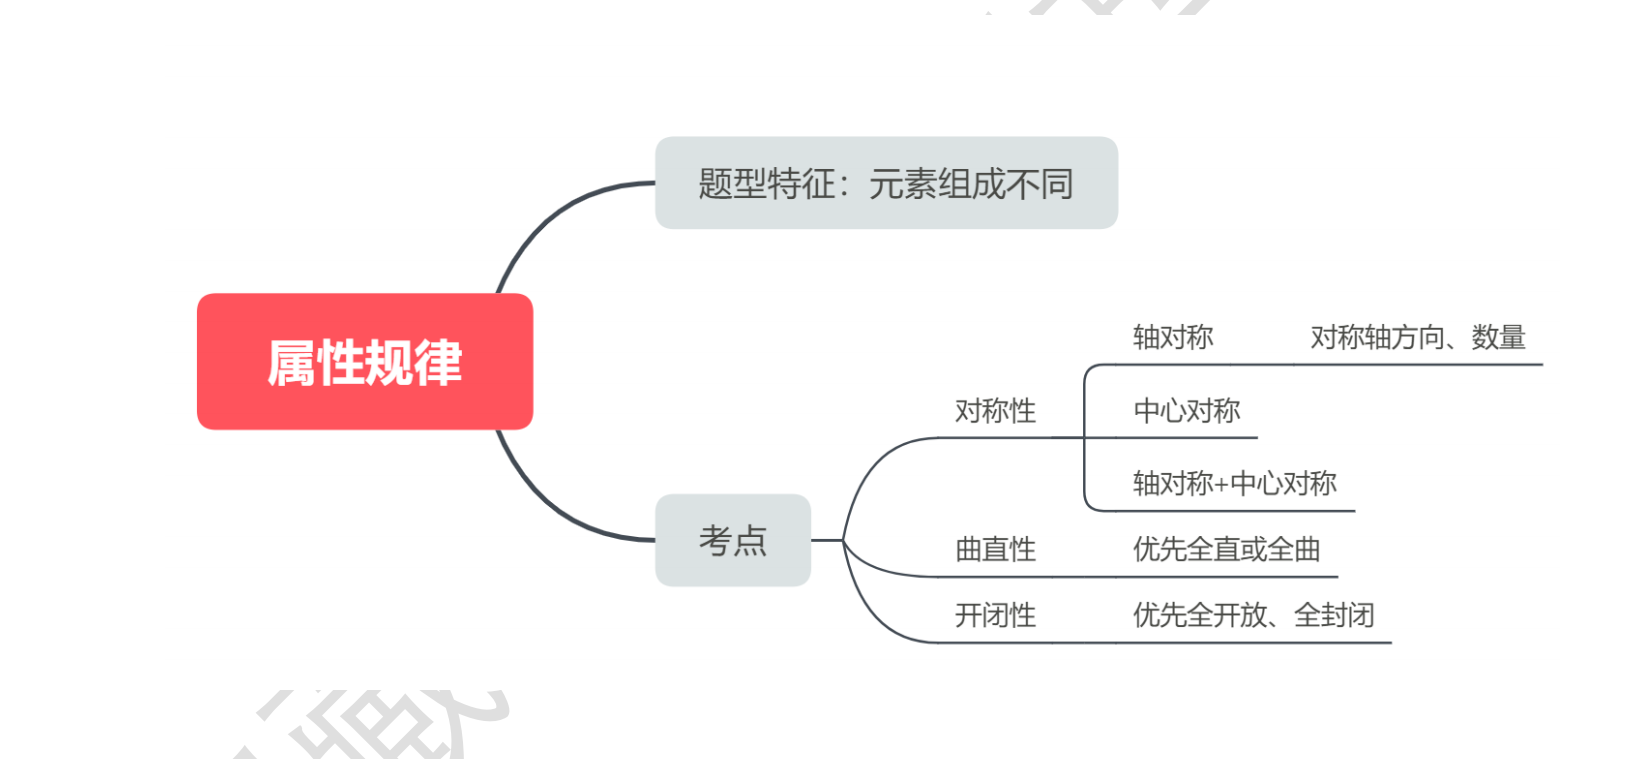 题型特征：元素组成不同
属性规律
轴对称
对称轴方向、数量
对称性
中心对称
轴对称+中心对称
考点
曲直性
优先全直或全曲
开闭性
优先全开放、全封闭